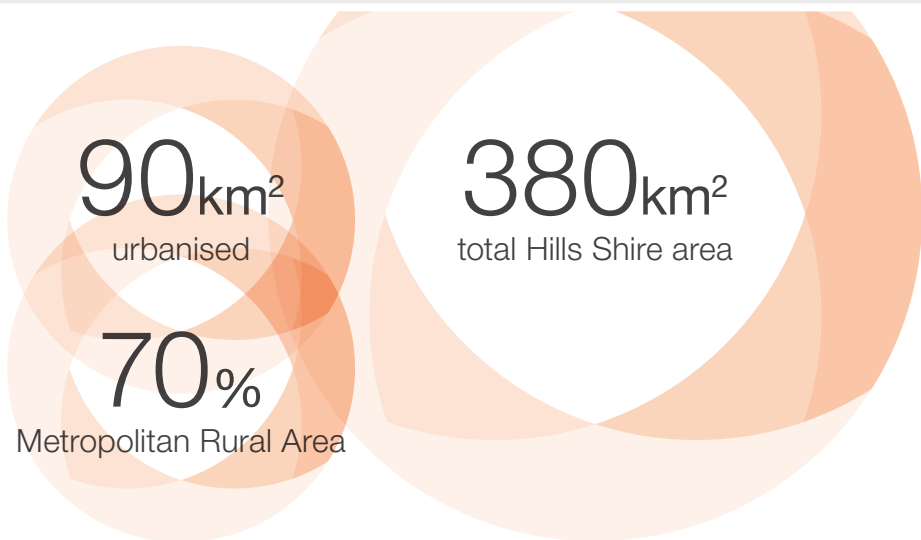 90km²
urbanised
380km²
total Hills Shire area
70%
Metropolitan Rural Area